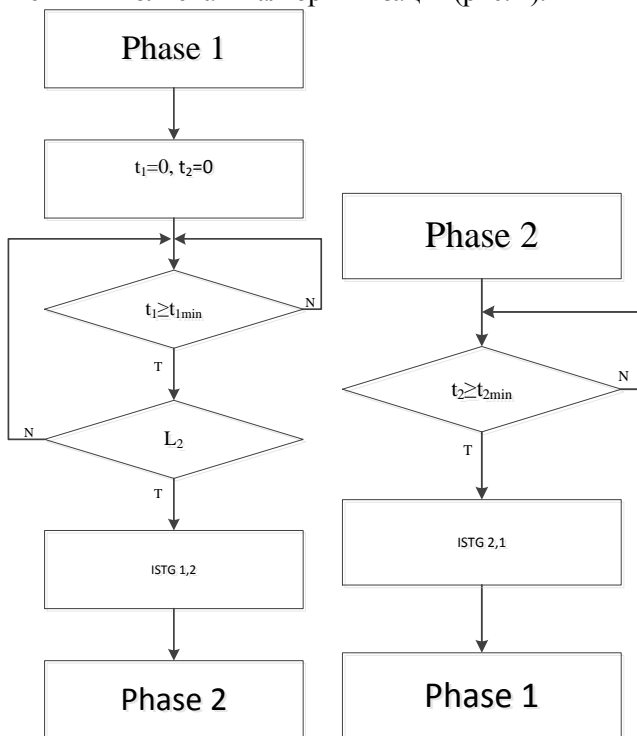 Phase 1
t₁=0, t₂=0
t₁≥t₁min
N
T
L₂
N
T
ISTG 1,2
Phase 2
Phase 2
t₂≥t₂min
N
T
ISTG 2,1
Phase 1